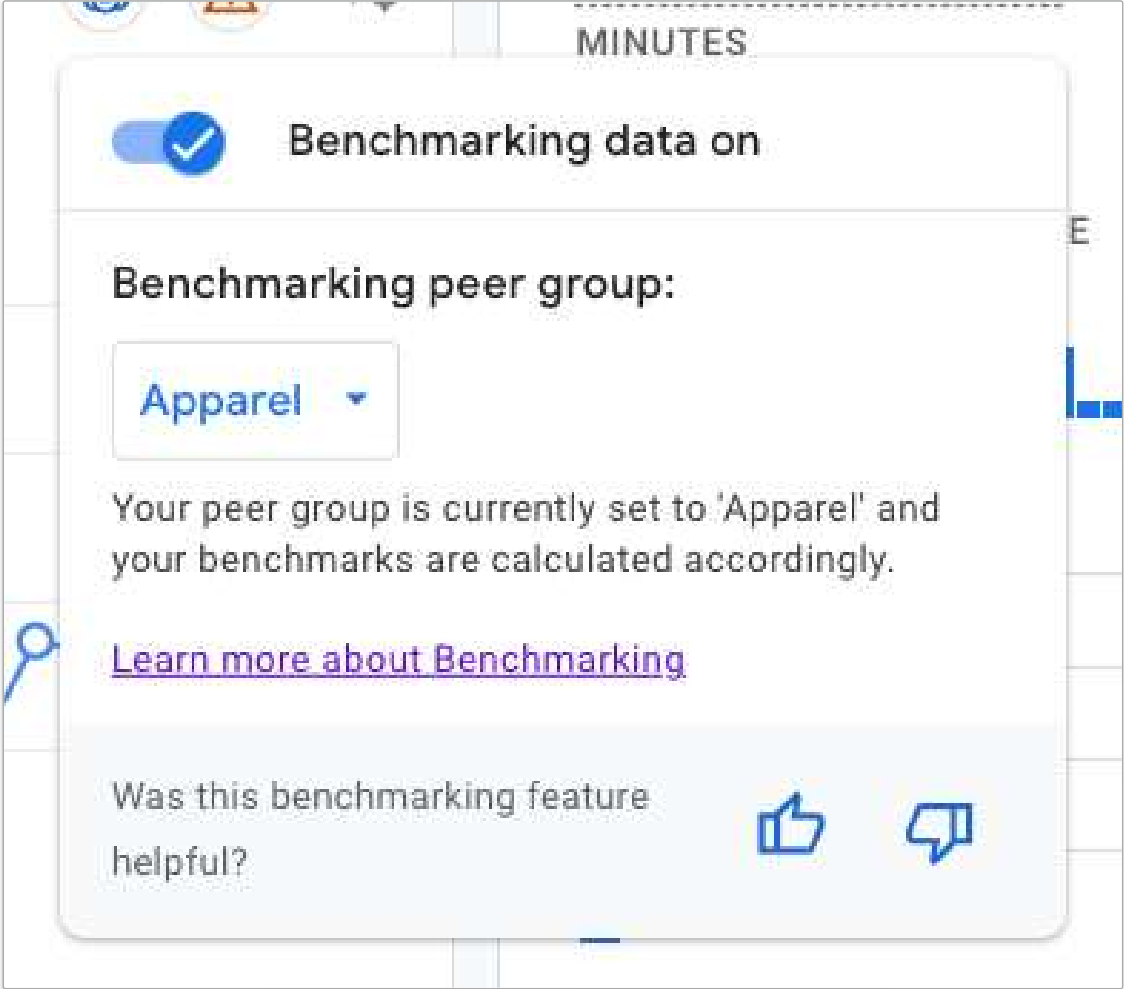 MINUTES
Benchmarking data on
E
Benchmarking peer group:
Apparel
Your peer group is currently set to 'Apparel' and
your benchmarks are calculated accordingly.
Learn more about Benchmarking
Was this benchmarking feature
helpful?